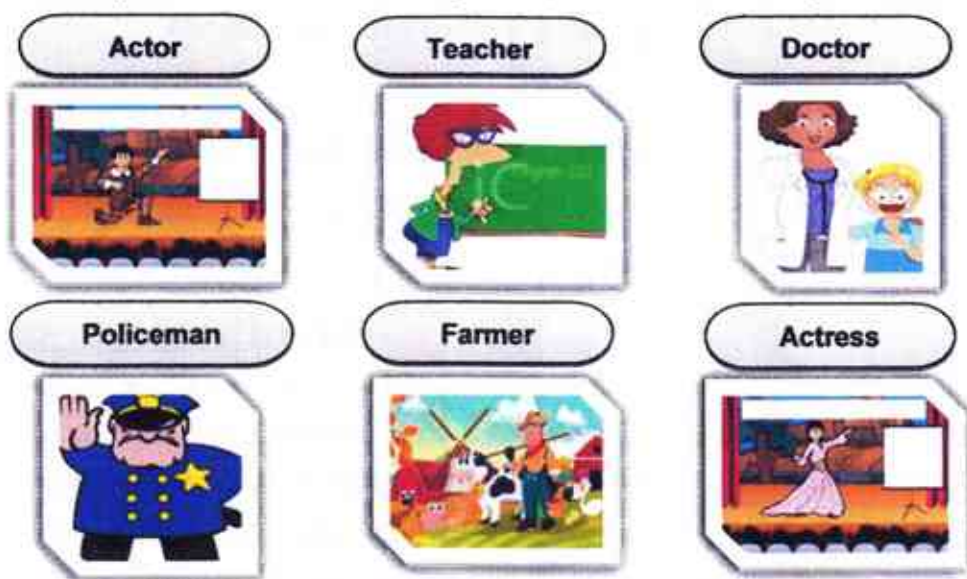 Actor
Teacher
Doctor
Policeman
Farmer
Actress